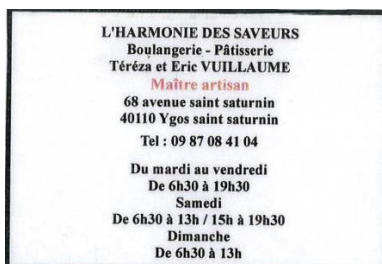 L'HARMONIE DES SAVEURS
Boulangerie - Pâtisserie
Téréza et Eric VUILLAUME
Maître artisan
68 avenue saint saturnin
40110 Ygos saint saturnin
Tel : 09 87 08 41 04
Du mardi au vendredi
De 6h30 à 19h30
Samedi
De 6h30 à 13h / 15h à 19h30
Dimanche
De 6h30 à 13h